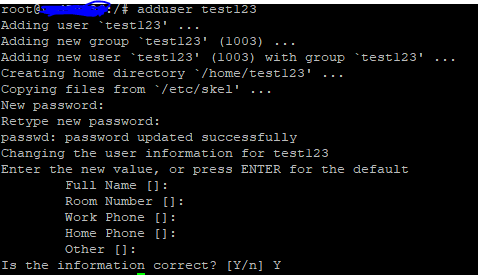 root@:/# adduser test123
Adding user `test123' ...
Adding new group `test123' (1003) ...
Adding new user `test123' (1003) with group `test123' ...
Creating home directory `/home/test123' ...
Copying files from `/etc/skel' ...
New password:
Retype new password:
passwd: password updated successfully
Changing the user information for test123
Enter the new value, or press ENTER for the default
Full Name []:
Room Number []:
Work Phone []:
Home Phone []:
Other []:
Is the information correct? [Y/n] Y